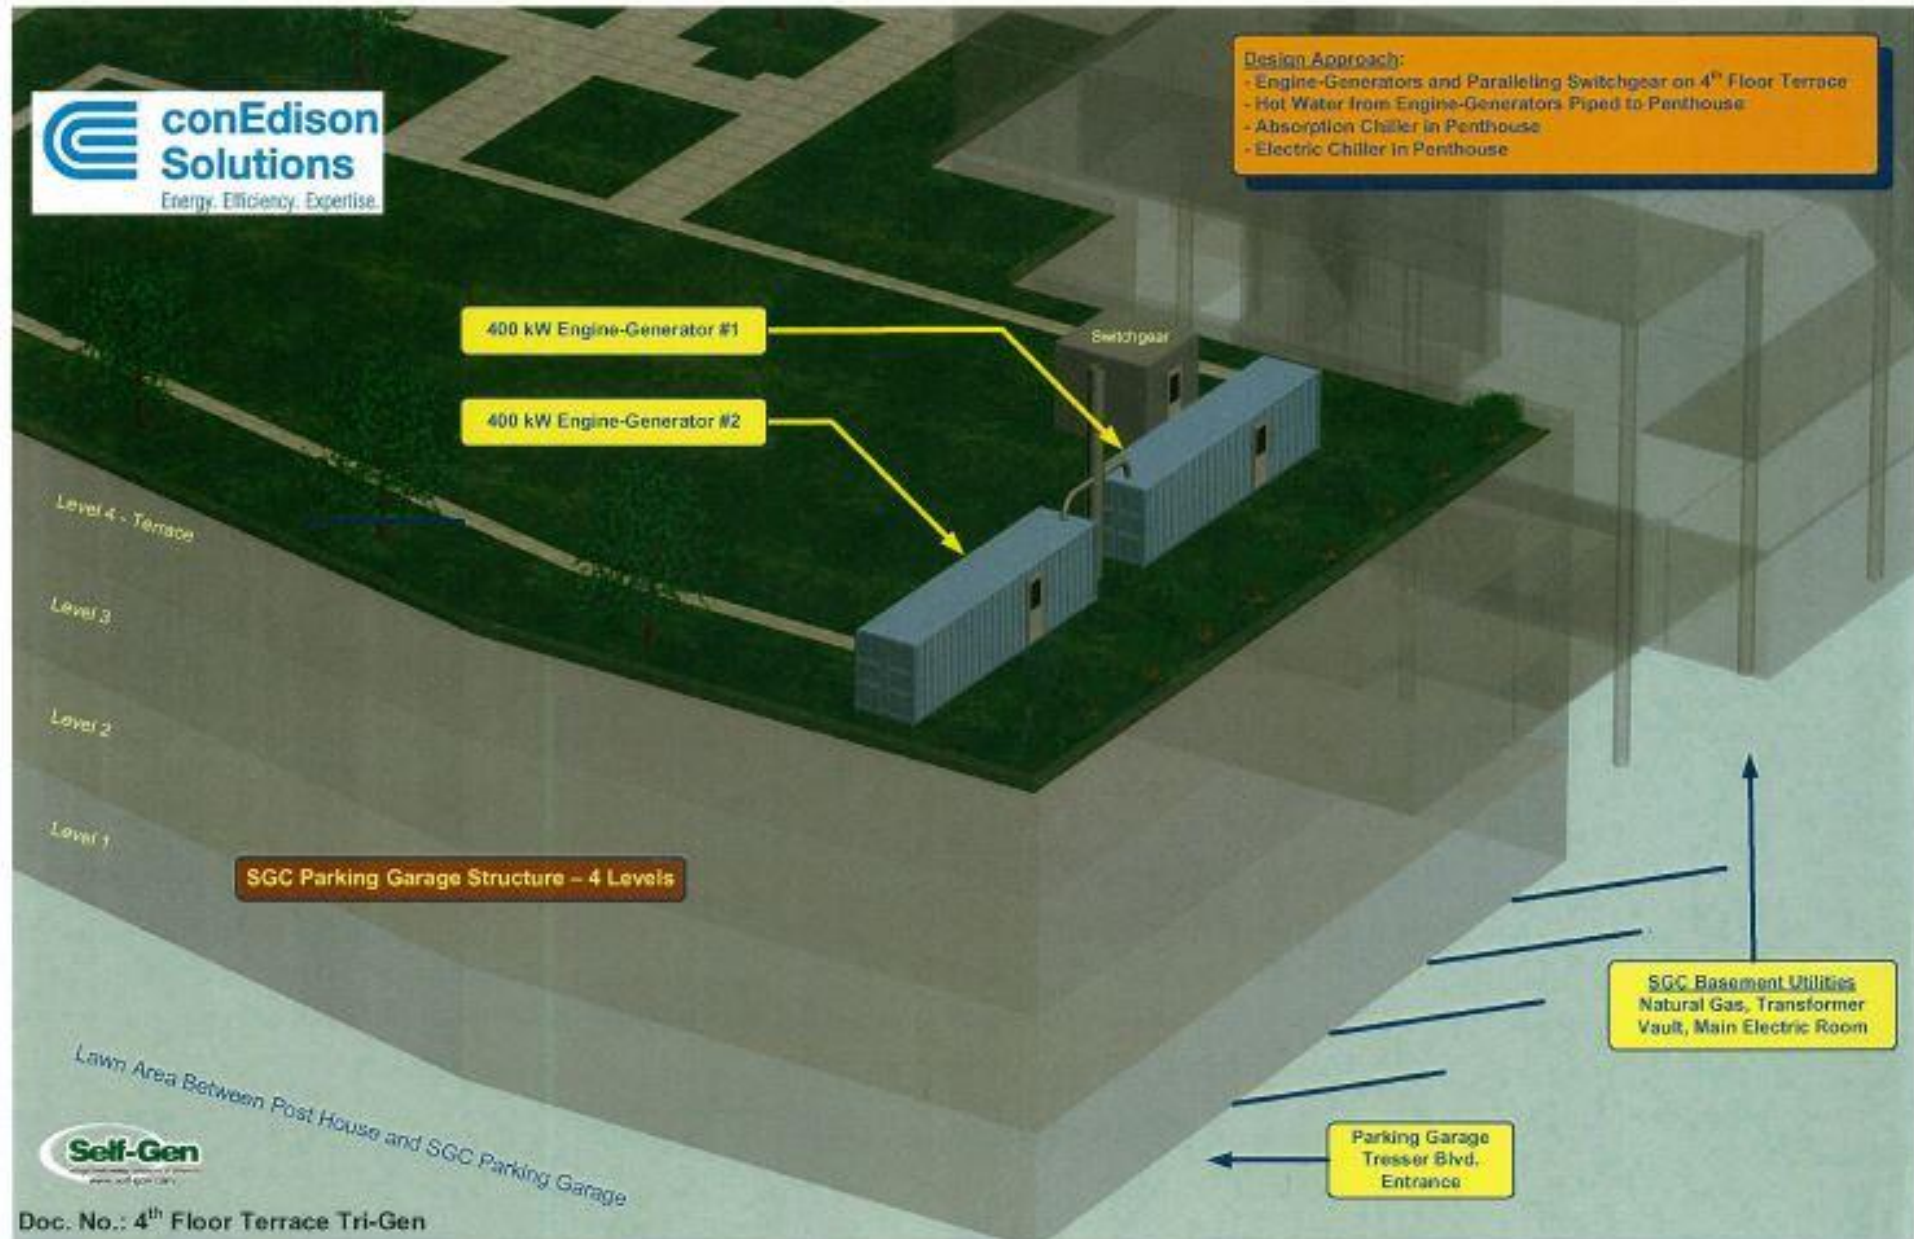 conEdison
Solutions
Energy. Efficiency. Expertise.
Design Approach:
- Engine-Generators and Paralleling Switchgear on 4th Floor Terrace
- Hot Water from Engine-Generators Piped to Penthouse
- Absorption Chiller in Penthouse
- Electric Chiller in Penthouse
400 kW Engine-Generator #1
Switchgear
400 kW Engine-Generator #2
Level 4 - Terrace
Level 3
Level 2
Level 1
SGC Parking Garage Structure – 4 Levels
SGC Basement Utilities
Natural Gas, Transformer
Vault, Main Electric Room
Parking Garage
Tresser Blvd.
Entrance
Lawn Area Between Post House and SGC Parking Garage
Self-Gen
www.self-gen.com
Doc. No.: 4th Floor Terrace Tri-Gen